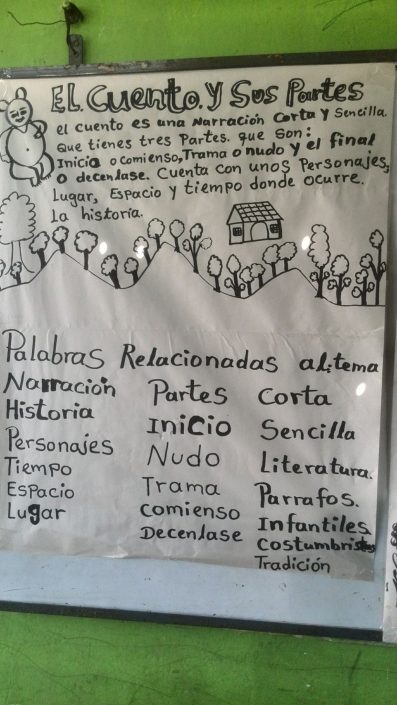 EL Cuento. Y Sus Partes
el cuento es una Narración Corta y Sencilla.
Que tienes tres Partes. que son:
Inicio o comienso, Trama o nudo y el final
o decenlase. Cuenta con unos Personajes,
Lugar, Espacio y tiempo donde ocurre.
La historia.
Palabras Relacionadas al:tema
Narración Partes Corta
Historia Inicio Sencilla
Personajes Nudo Literatura.
Tiempo Trama Parrafos.
Espacio Comienso Infantiles
Lugar Decenlase Costumbristas
Tradición